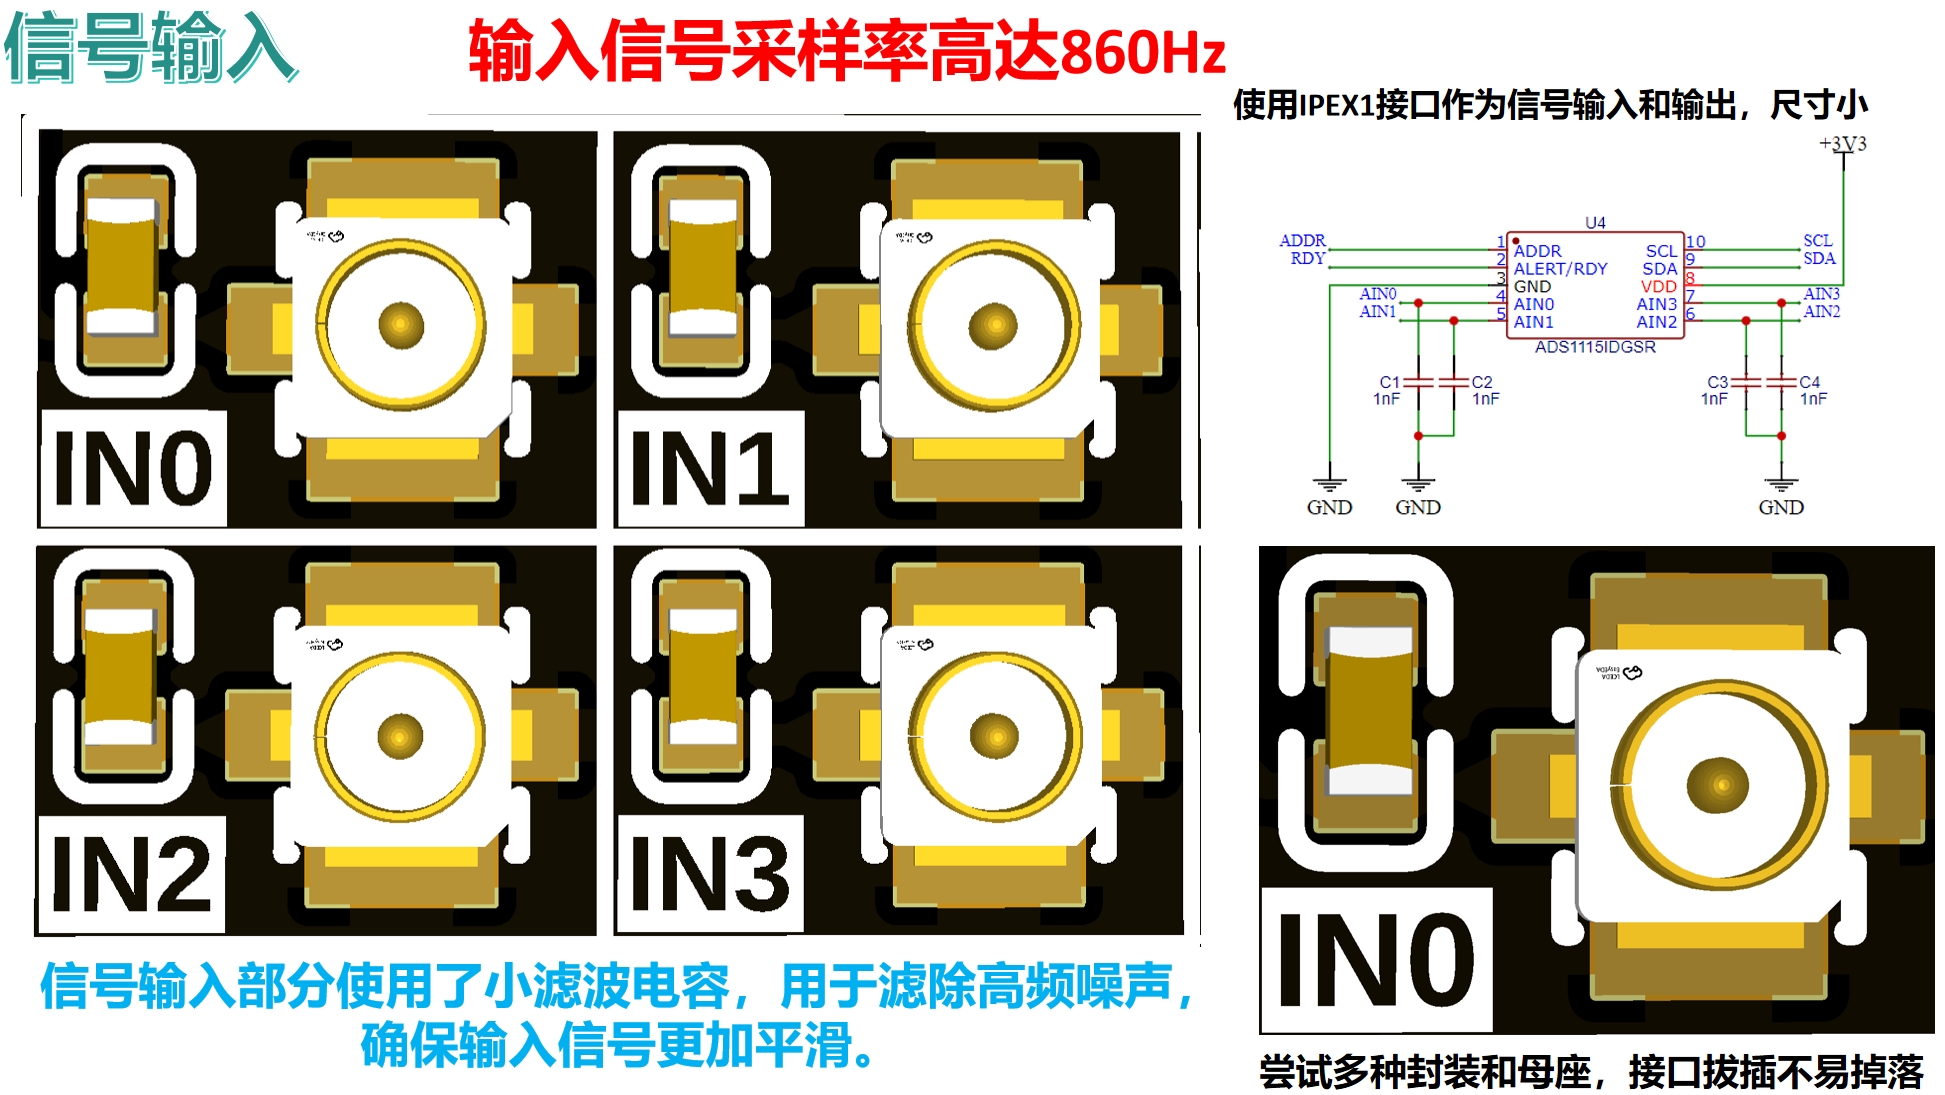 信号输入
输入信号采样率高达860Hz
使用IPEX1接口作为信号输入和输出，尺寸小
+3V3
U4
ADDR 1 ADDR SCL 10 SCL
RDY 2 ALERT/RDY SDA 9 SDA
3 GND VDD 8
AIN0 4 AIN0 AIN3 7 AIN3
AIN1 5 AIN1 AIN2 6 AIN2
ADS1115IDGSR
C1 C2 C3 C4
1nF 1nF 1nF 1nF
GND GND GND
IN0
IN1
IN2
IN3
LCEDA
EasyEDA
IN0
信号输入部分使用了小滤波电容，用于滤除高频噪声，
确保输入信号更加平滑。
尝试多种封装和母座，接口拔插不易掉落